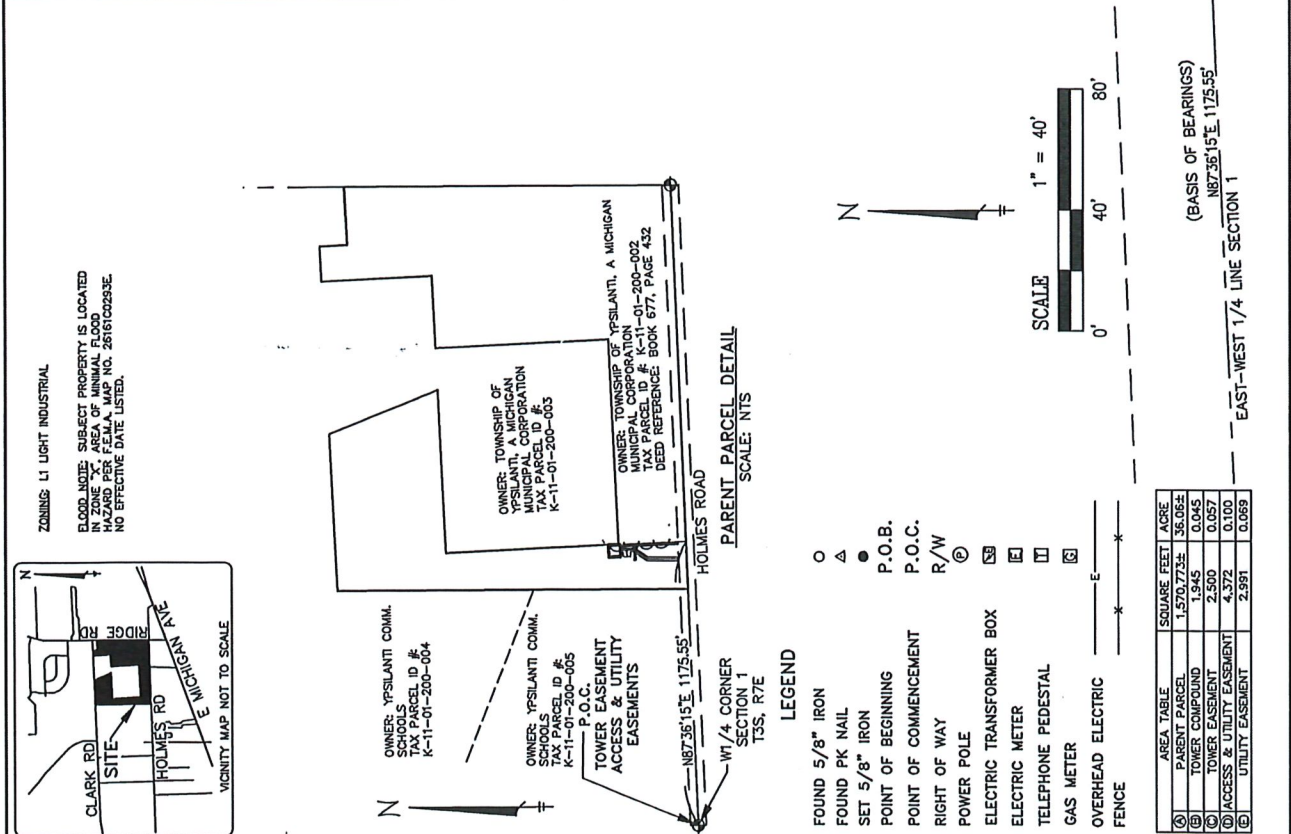 ZONING: L1 LIGHT INDUSTRIAL
FLOOD NOTE: SUBJECT PROPERTY IS LOCATED
IN ZONE "X", AREA OF MINIMAL FLOOD
HAZARD PER F.E.M.A. MAP NO. 26161C0293E,
NO EFFECTIVE DATE LISTED.
N
CLARK RD
RIDGE RD
SITE
HOLMES RD
E MICHIGAN AVE
VICINITY MAP NOT TO SCALE
OWNER: YPSILANTI COMM.
SCHOOLS
TAX PARCEL ID #:
K-11-01-200-004
OWNER: TOWNSHIP OF
YPSILANTI, A MICHIGAN
MUNICIPAL CORPORATION
TAX PARCEL ID #:
K-11-01-200-003
OWNER: YPSILANTI COMM.
SCHOOLS
TAX PARCEL ID #:
K-11-01-200-005
OWNER: TOWNSHIP OF YPSILANTI, A MICHIGAN
MUNICIPAL CORPORATION
TAX PARCEL ID #: K-11-01-200-002
DEED REFERENCE: BOOK 677, PAGE 432
P.O.C.
TOWER EASEMENT
ACCESS & UTILITY
EASEMENTS
N
N87°36'15"E 1175.55'
HOLMES ROAD
W1/4 CORNER
SECTION 1
T3S, R7E
PARENT PARCEL DETAIL
SCALE: NTS
LEGEND
FOUND 5/8" IRON
FOUND PK NAIL
SET 5/8" IRON
POINT OF BEGINNING P.O.B.
POINT OF COMMENCEMENT P.O.C.
RIGHT OF WAY R/W
POWER POLE P
ELECTRIC TRANSFORMER BOX
ELECTRIC METER E
TELEPHONE PEDESTAL T
GAS METER G
OVERHEAD ELECTRIC E
FENCE
N
SCALE 1" = 40'
0' 40' 80'
AREA TABLE SQUARE FEET ACRE
A PARENT PARCEL 1,570,773± 36.06±
B TOWER COMPOUND 1,945 0.045
C TOWER EASEMENT 2,500 0.057
D ACCESS & UTILITY EASEMENT 4,372 0.100
E UTILITY EASEMENT 2,991 0.069
(BASIS OF BEARINGS)
N87°36'15"E 1175.55'
EAST-WEST 1/4 LINE SECTION 1